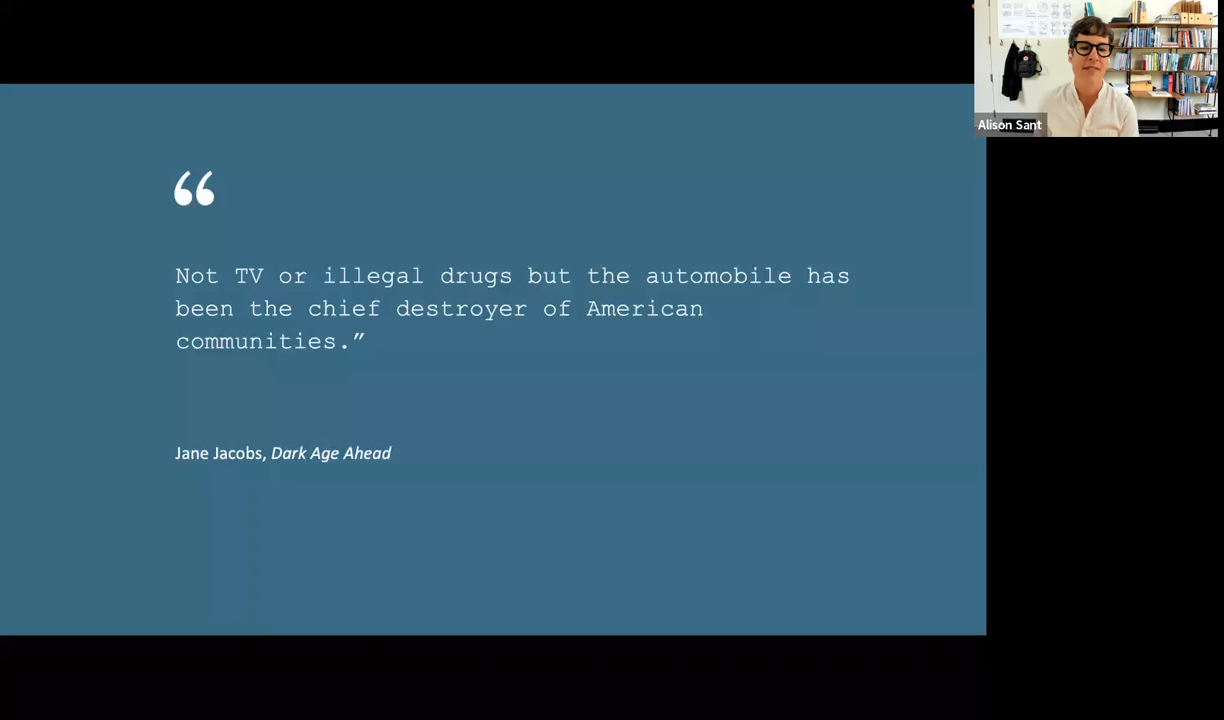 Alison Sant
“
Not TV or illegal drugs but the automobile has
been the chief destroyer of American
communities.”
Jane Jacobs, Dark Age Ahead